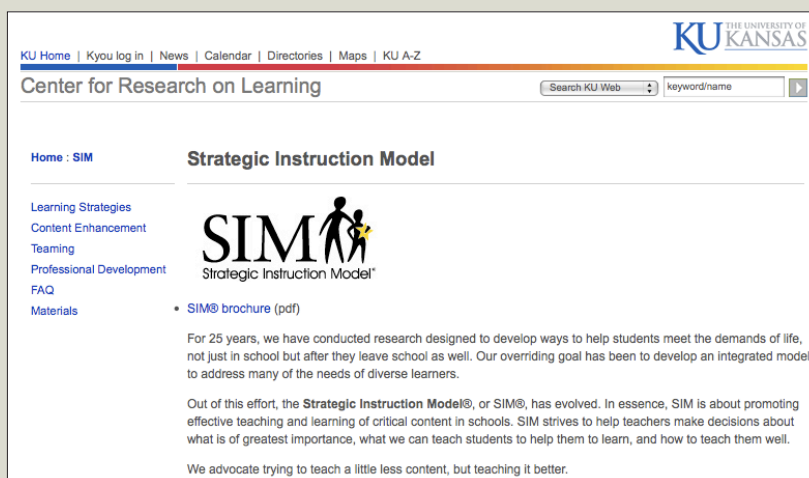 THE UNIVERSITY OF
KU KANSAS
KU Home | Kyou log in | News | Calendar | Directories | Maps | KU A-Z
Center for Research on Learning
Search KU Web
keyword/name
Home : SIM
Strategic Instruction Model
Learning Strategies
Content Enhancement
Teaming
Professional Development
FAQ
Materials
SIM
Strategic Instruction Model®
• SIM® brochure (pdf)
For 25 years, we have conducted research designed to develop ways to help students meet the demands of life,
not just in school but after they leave school as well. Our overriding goal has been to develop an integrated model
to address many of the needs of diverse learners.
Out of this effort, the Strategic Instruction Model®, or SIM®, has evolved. In essence, SIM is about promoting
effective teaching and learning of critical content in schools. SIM strives to help teachers make decisions about
what is of greatest importance, what we can teach students to help them to learn, and how to teach them well.
We advocate trying to teach a little less content, but teaching it better.